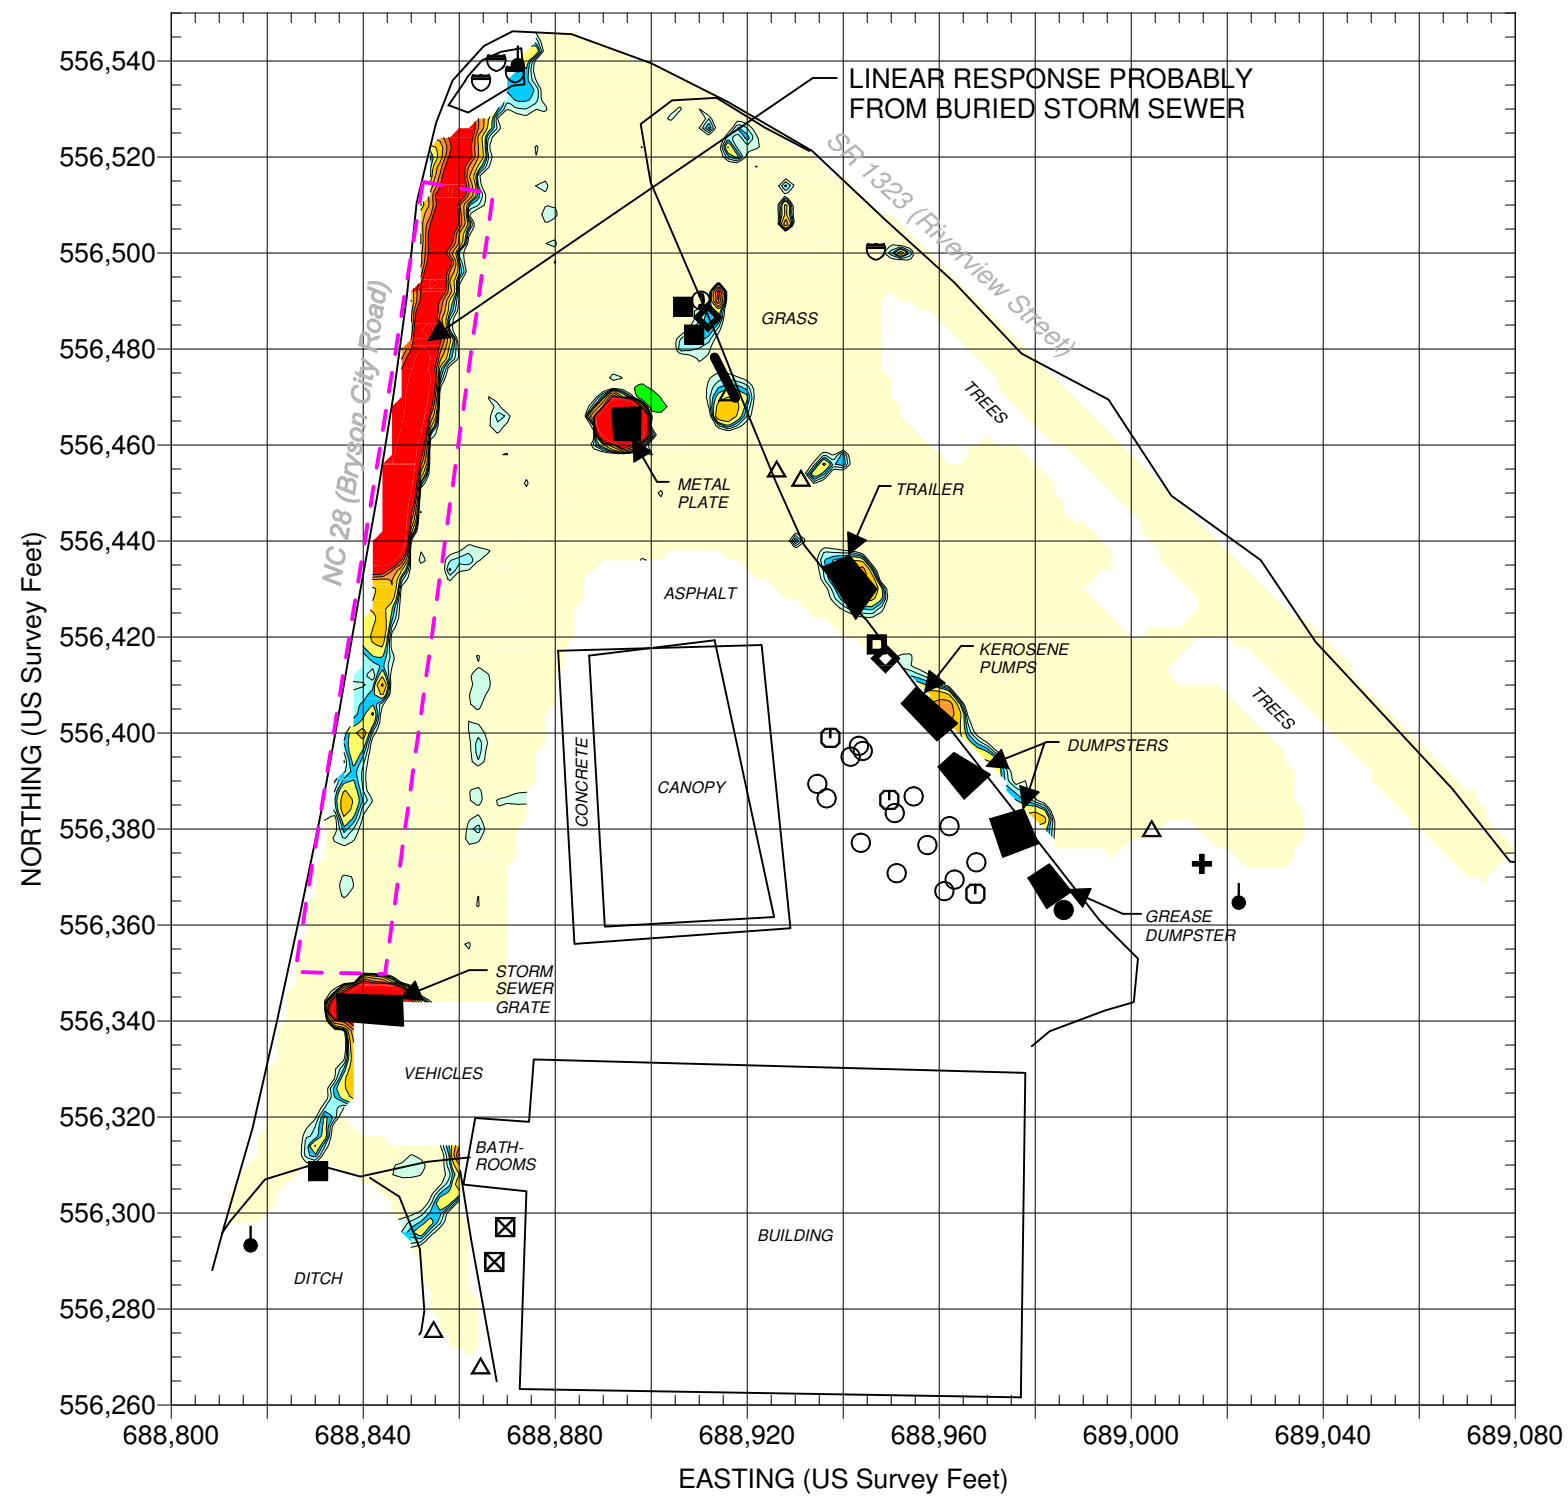 LINEAR RESPONSE PROBABLY
FROM BURIED STORM SEWER
SR 1323 (Riverview Street)
NC 28 (Bryson City Road)
GRASS
TREES
METAL
PLATE
TRAILER
ASPHALT
KEROSENE
PUMPS
TREES
DUMPSTERS
CONCRETE
CANOPY
GREASE
DUMPSTER
STORM
SEWER
GRATE
VEHICLES
BATH-
ROOMS
BUILDING
DITCH
NORTHING (US Survey Feet)
556,540
556,520
556,500
556,480
556,460
556,440
556,420
556,400
556,380
556,360
556,340
556,320
556,300
556,280
556,260
688,800 688,840 688,880 688,920 688,960 689,000 689,040 689,080
EASTING (US Survey Feet)